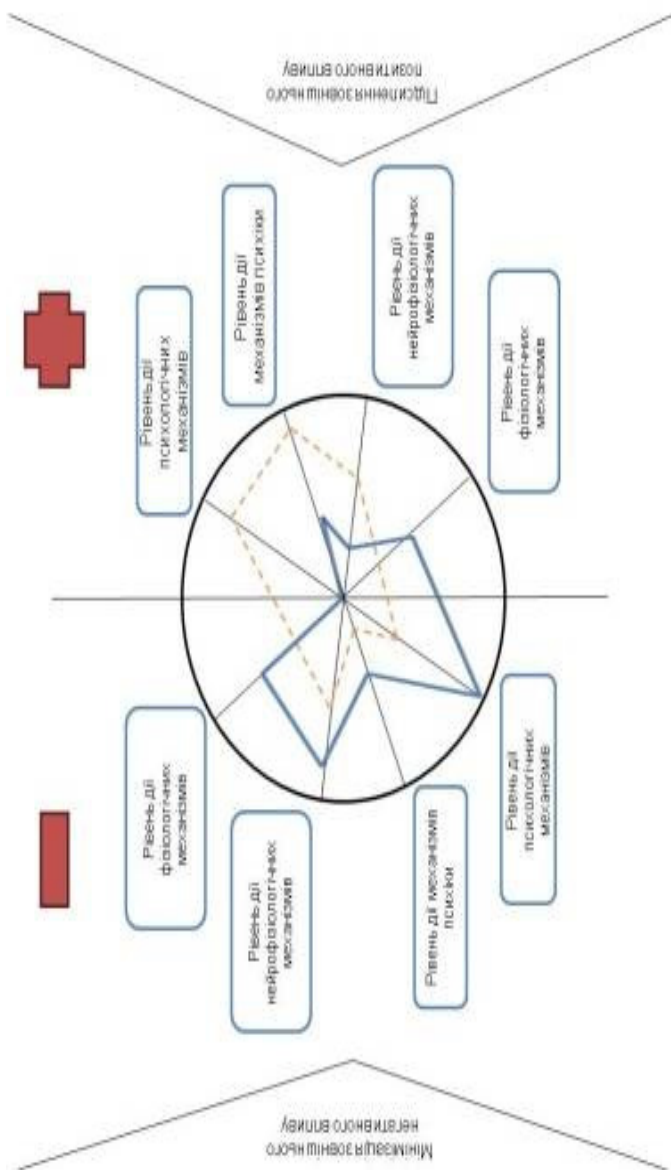 Мінімізація зовнішнього
негативного впливу
Рівень дії
фізіологічних
механізмів
Рівень дії
нейрофізіологічних
механізмів
Рівень дії механізмів
психіки
Рівень дії
психологічних
механізмів
Рівень дії
психологічних
механізмів
Рівень дії
механізмів психіки
Рівень дії
нейрофізіологічних
механізмів
Рівень дії
фізіологічних
механізмів
Підсилення зовнішнього
позитивного впливу